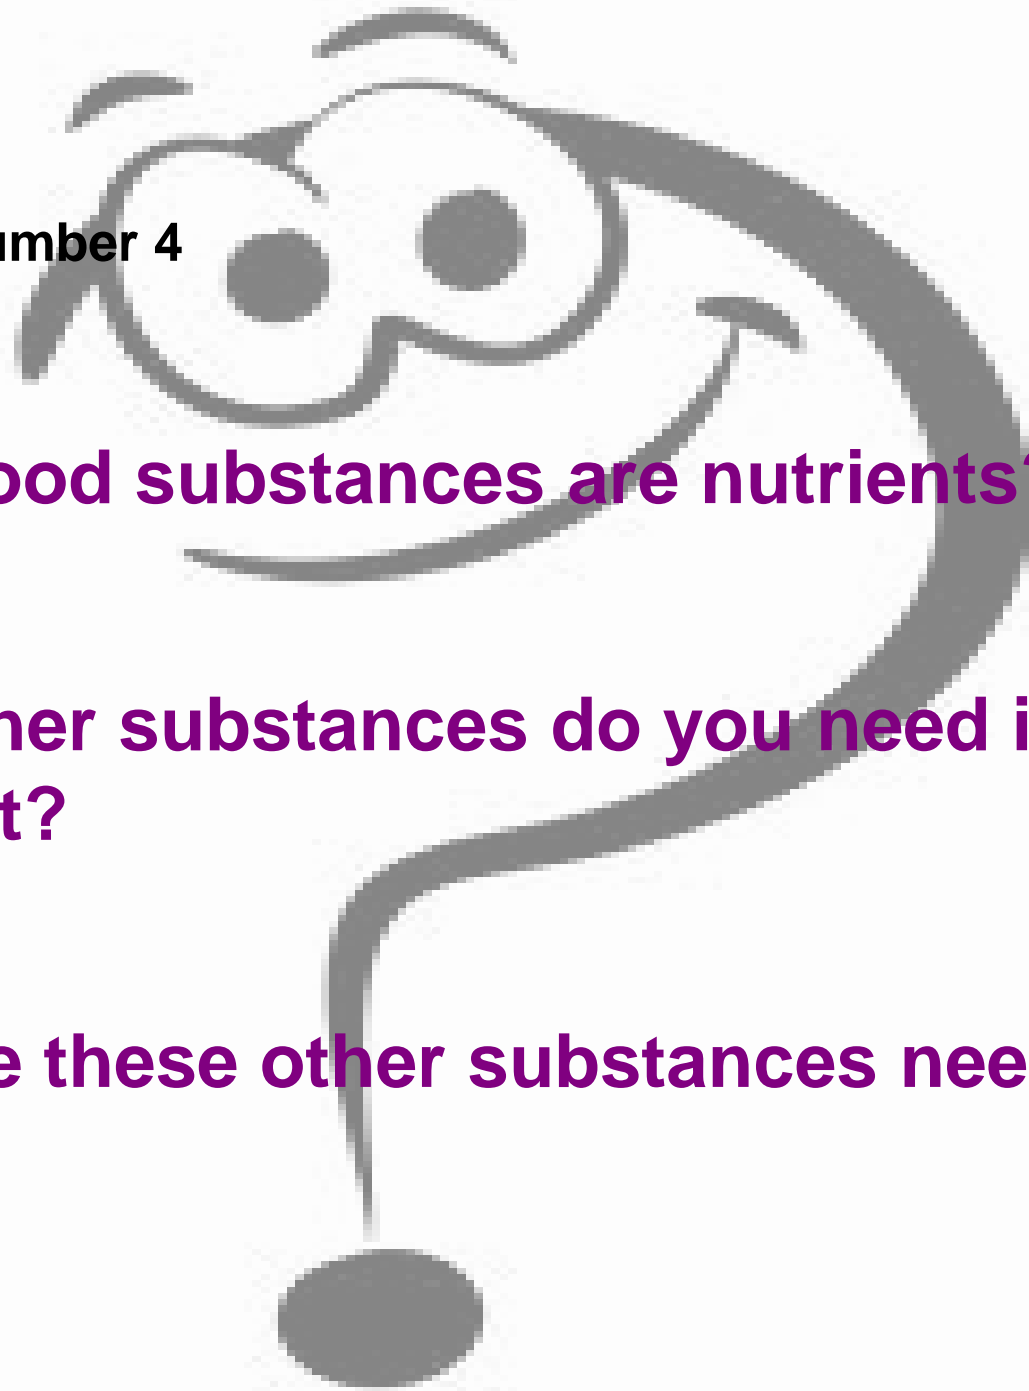 umber 4
ood substances are nutrients?
her substances do you need i
t?
e these other substances nee